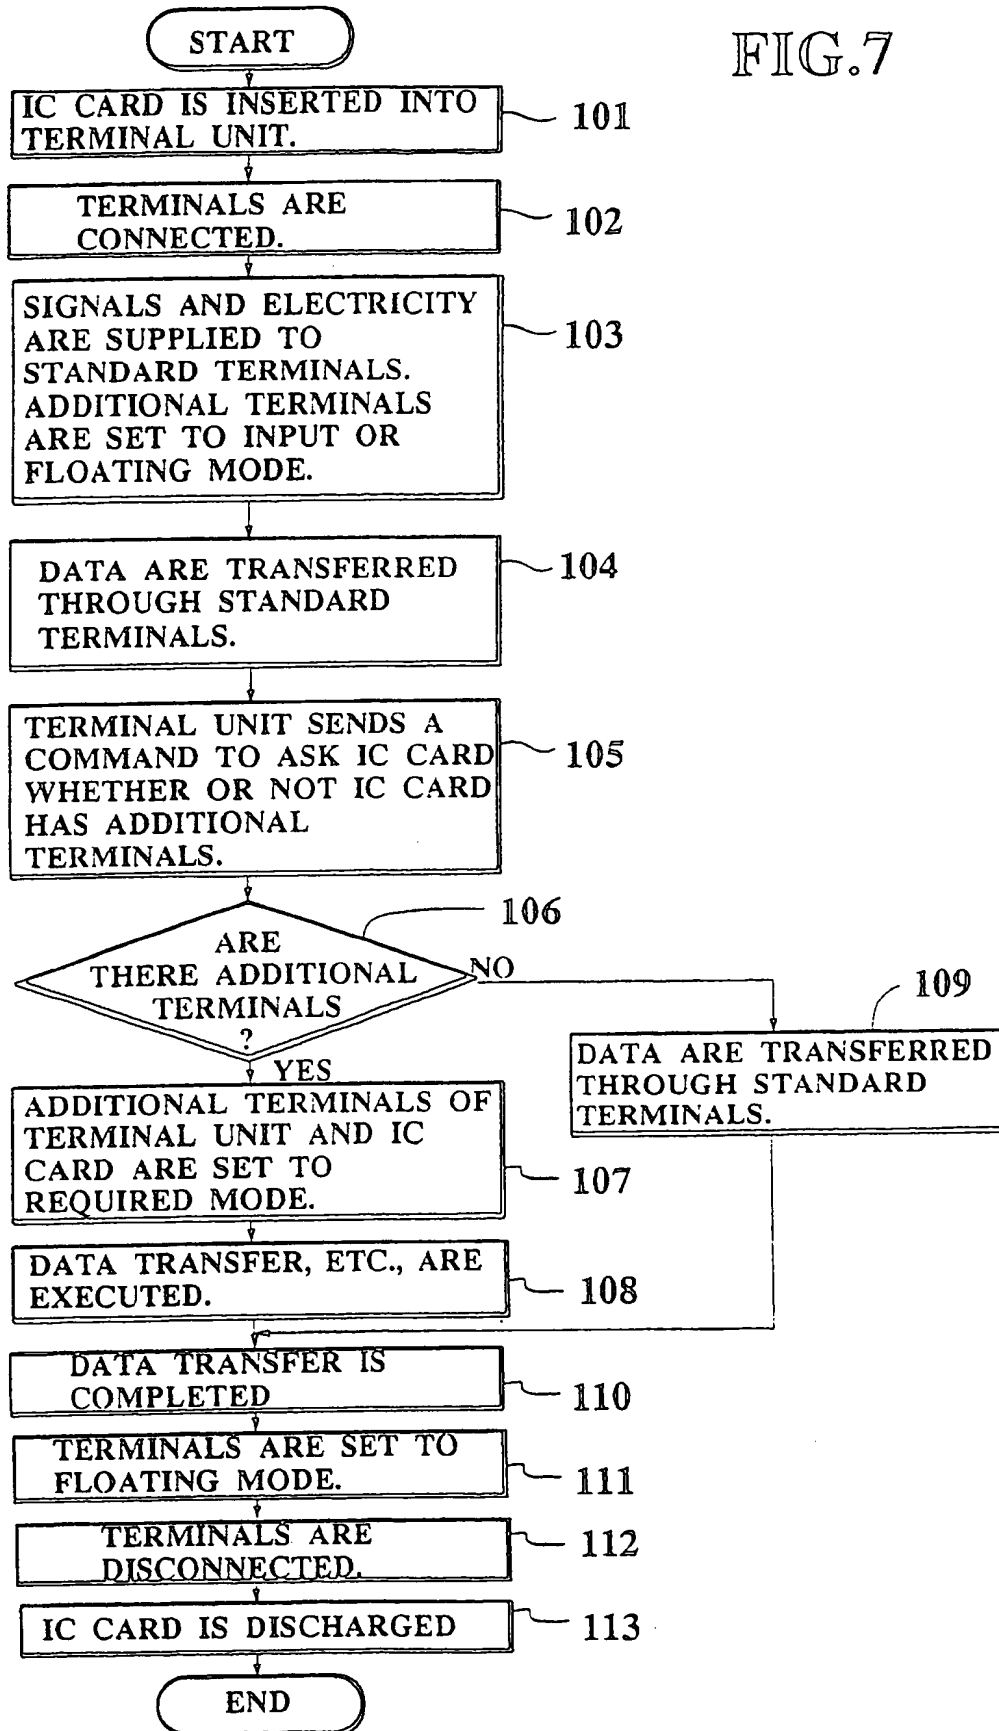 FIG.7
START
IC CARD IS INSERTED INTO
TERMINAL UNIT.
101
TERMINALS ARE
CONNECTED.
102
SIGNALS AND ELECTRICITY
ARE SUPPLIED TO
STANDARD TERMINALS.
ADDITIONAL TERMINALS
ARE SET TO INPUT OR
FLOATING MODE.
103
DATA ARE TRANSFERRED
THROUGH STANDARD
TERMINALS.
104
TERMINAL UNIT SENDS A
COMMAND TO ASK IC CARD
WHETHER OR NOT IC CARD
HAS ADDITIONAL
TERMINALS.
105
ARE
THERE ADDITIONAL
TERMINALS
?
106
NO
YES
DATA ARE TRANSFERRED
THROUGH STANDARD
TERMINALS.
109
ADDITIONAL TERMINALS OF
TERMINAL UNIT AND IC
CARD ARE SET TO
REQUIRED MODE.
107
DATA TRANSFER, ETC., ARE
EXECUTED.
108
DATA TRANSFER IS
COMPLETED
110
TERMINALS ARE SET TO
FLOATING MODE.
111
TERMINALS ARE
DISCONNECTED.
112
IC CARD IS DISCHARGED
113
END